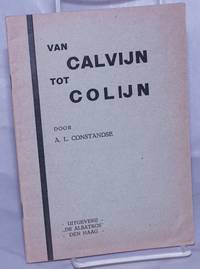 VAN
CALVIJN
TOT
COLIJN
DOOR
A. L. CONSTANDSE
- UITGEVERIJ -
„DE ALBATROS"
- DEN HAAG -